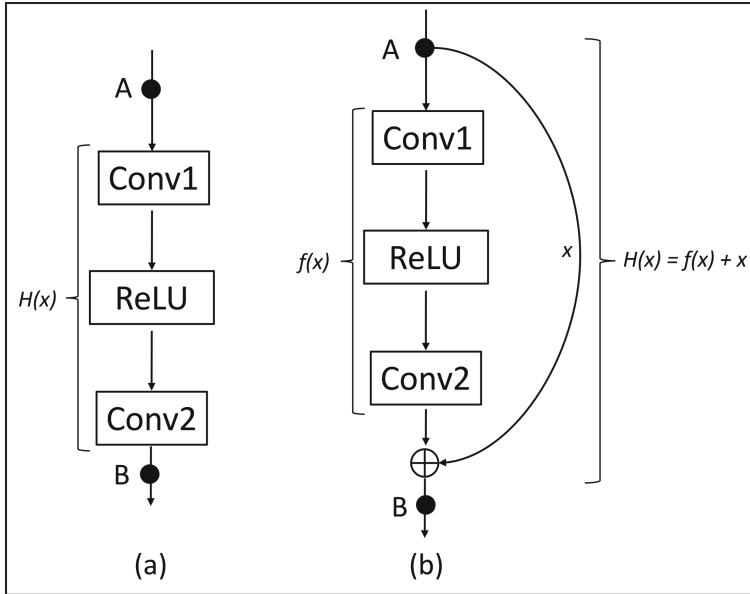 A
Conv1
ReLU
H(x)
Conv2
B
(a)
A
Conv1
ReLU
f(x)
x
H(x) = f(x) + x
Conv2
B
(b)